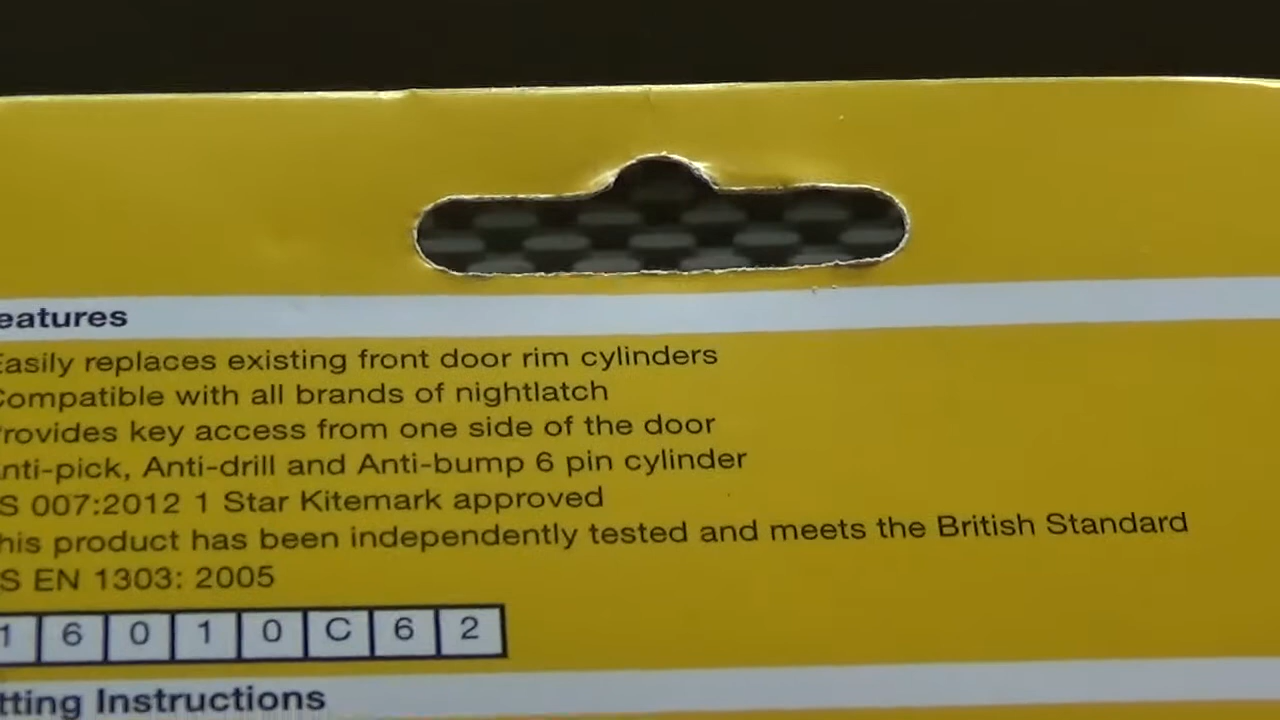 eatures
Easily replaces existing front door rim cylinders
Compatible with all brands of nightlatch
rovides key access from one side of the door
nti-pick, Anti-drill and Anti-bump 6 pin cylinder
S 007:2012 1 Star Kitemark approved
his product has been independently tested and meets the British Standard
S EN 1303: 2005
1 6 0 1 0 C 6 2
tting Instructions